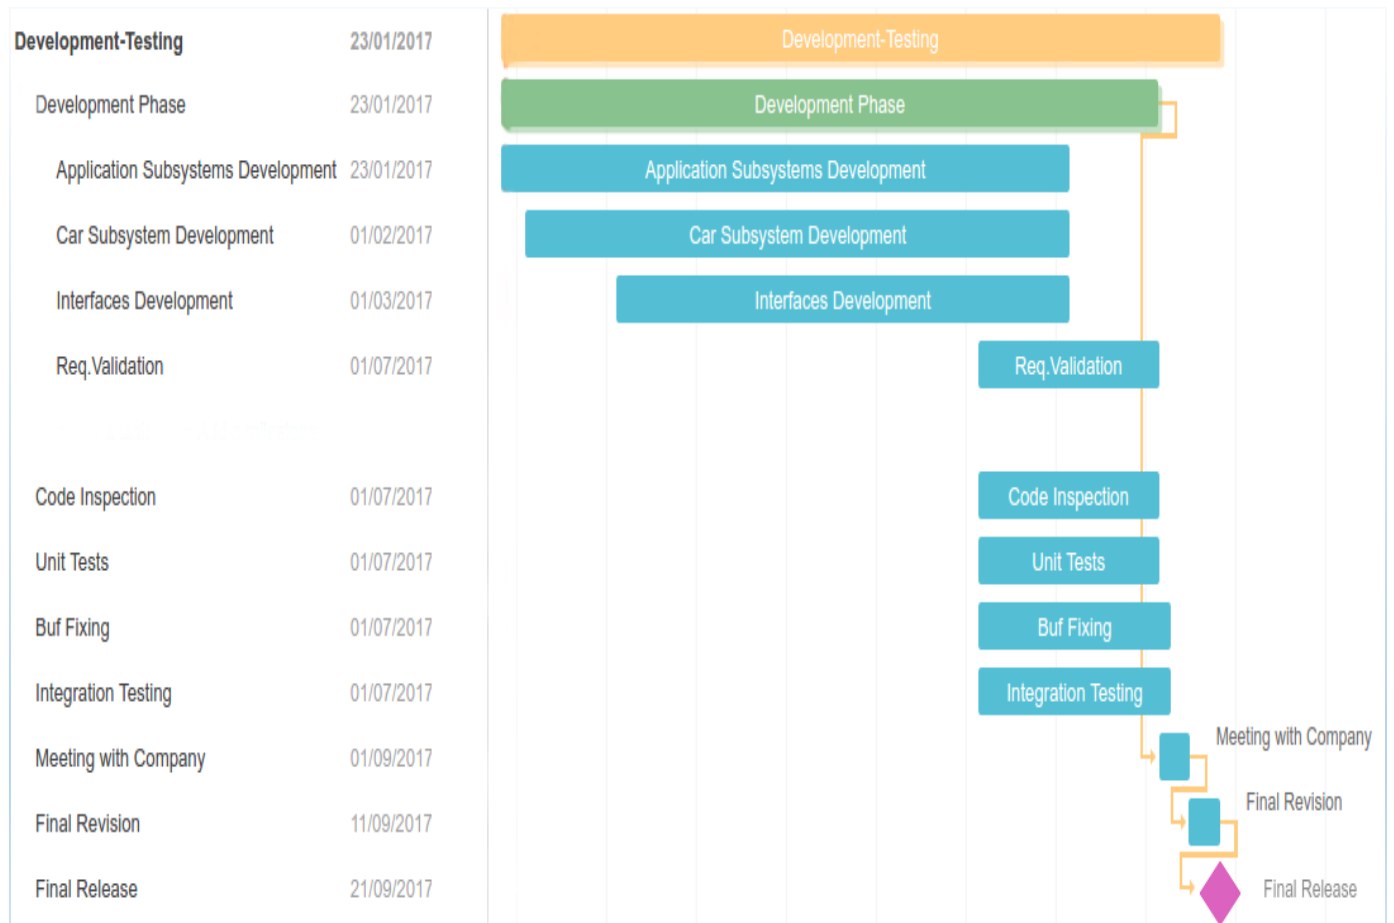 Development-Testing 23/01/2017 Development-Testing
Development Phase 23/01/2017 Development Phase
Application Subsystems Development 23/01/2017 Application Subsystems Development
Car Subsystem Development 01/02/2017 Car Subsystem Development
Interfaces Development 01/03/2017 Interfaces Development
Req.Validation 01/07/2017 Req.Validation
Code Inspection 01/07/2017 Code Inspection
Unit Tests 01/07/2017 Unit Tests
Buf Fixing 01/07/2017 Buf Fixing
Integration Testing 01/07/2017 Integration Testing
Meeting with Company 01/09/2017 Meeting with Company
Final Revision 11/09/2017 Final Revision
Final Release 21/09/2017 Final Release